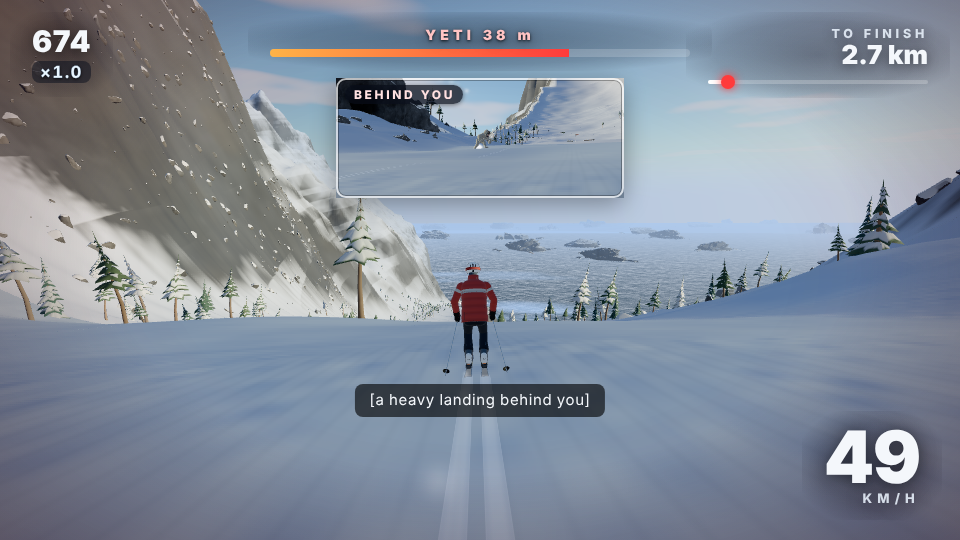 674
×1.0
YETI 38 m
TO FINISH
2.7 km
BEHIND YOU
[a heavy landing behind you]
49
KM/H